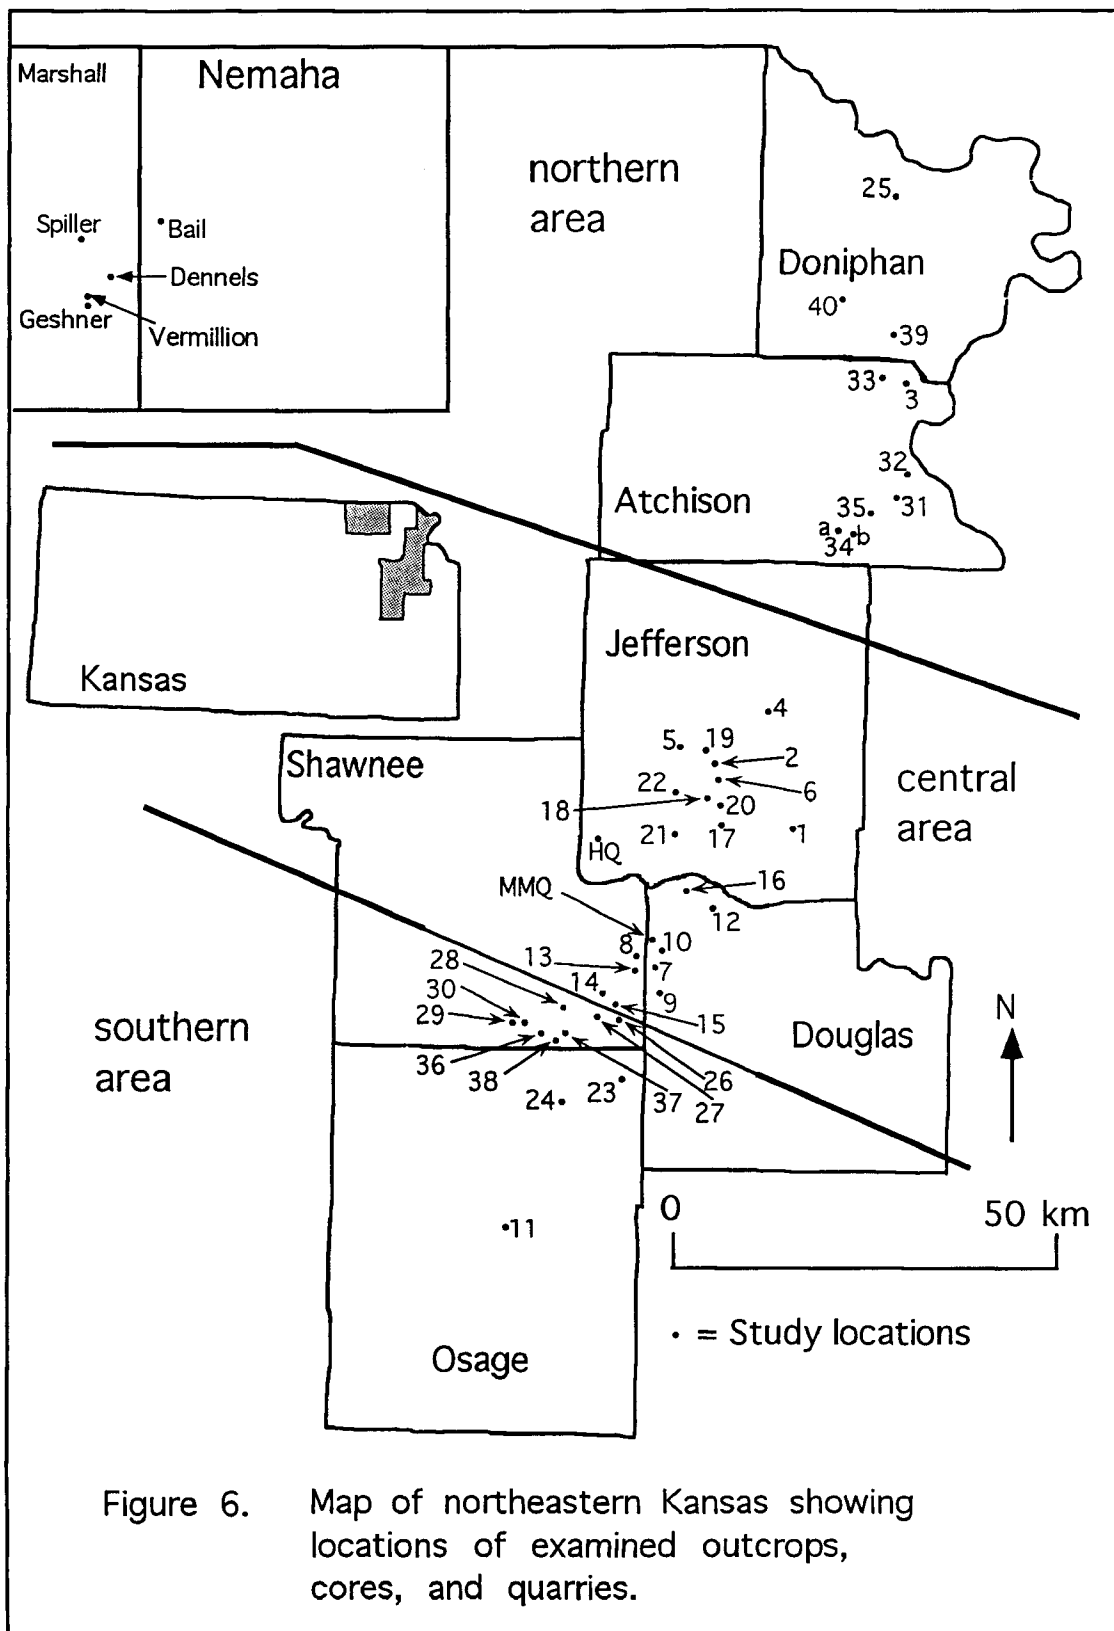 Marshall
Nemaha
northern
area
25
Spiller
Bail
Doniphan
Dennels
40
Geshner
Vermillion
39
33
3
32
Atchison
35
31
a
34
b
Jefferson
Kansas
4
5
19
Shawnee
2
central
area
22
6
18
20
21
17
1
HQ
MMQ
16
12
8
10
13
7
28
14
9
30
29
15
southern
area
Douglas
N
36
38
26
24
23
37
27
11
0
50 km
• = Study locations
Osage
Figure 6. Map of northeastern Kansas showing
locations of examined outcrops,
cores, and quarries.